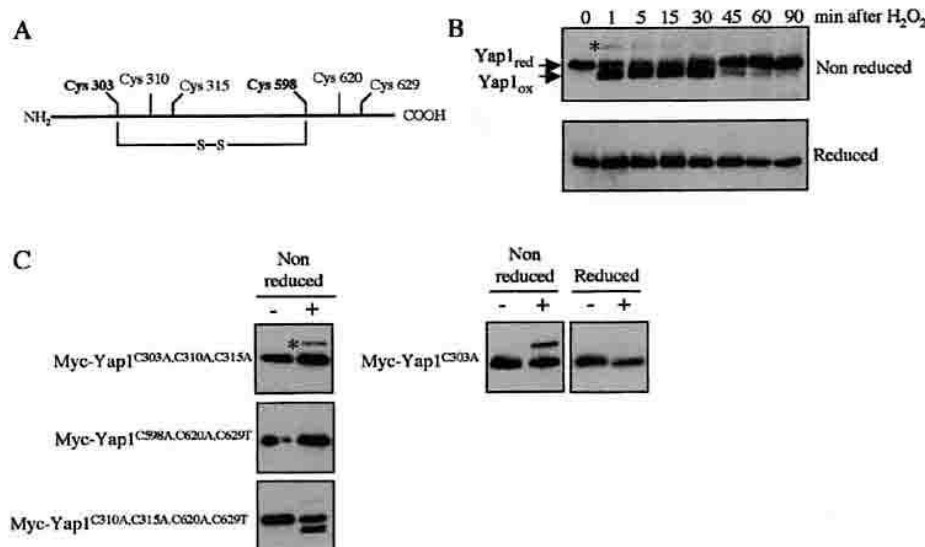 A
Cys 303
Cys 310
Cys 315
Cys 598
Cys 620
Cys 629
NH2
COOH
S–S
B
0 1 5 15 30 45 60 90 min after H2O2
*
Yap1red
Yap1ox
Non reduced
Reduced
C
Non
reduced
- +
*
Myc-Yap1C303A,C310A,C315A
Myc-Yap1C598A,C620A,C629T
Myc-Yap1C310A,C315A,C620A,C629T
Non
reduced
Reduced
- + - +
Myc-Yap1C303A